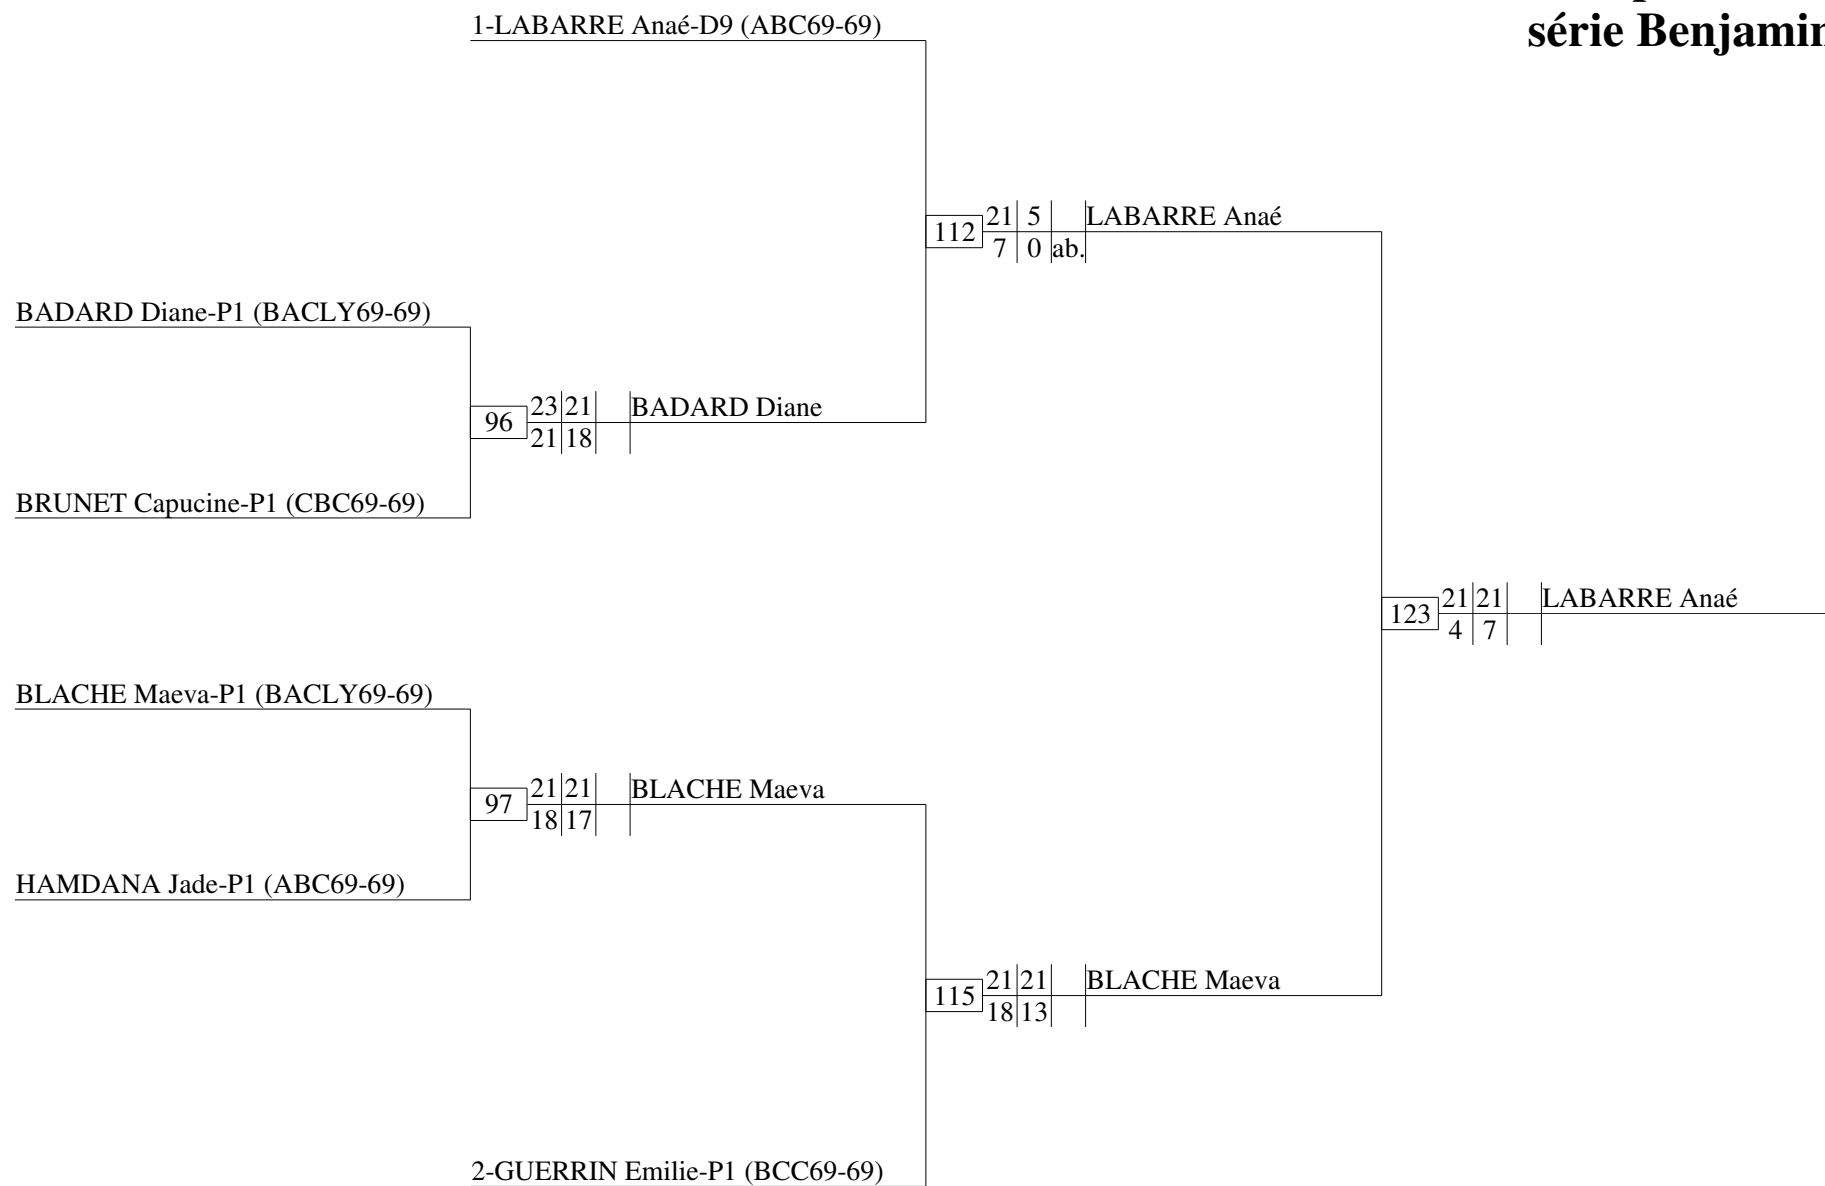 série Benjamin
1-LABARRE Anaé-D9 (ABC69-69)
112 21 5 LABARRE Anaé
7 0 ab.
BADARD Diane-P1 (BACLY69-69)
96 23 21 BADARD Diane
21 18
BRUNET Capucine-P1 (CBC69-69)
123 21 21 LABARRE Anaé
4 7
BLACHE Maeva-P1 (BACLY69-69)
97 21 21 BLACHE Maeva
18 17
HAMDANA Jade-P1 (ABC69-69)
115 21 21 BLACHE Maeva
18 13
2-GUERRIN Emilie-P1 (BCC69-69)